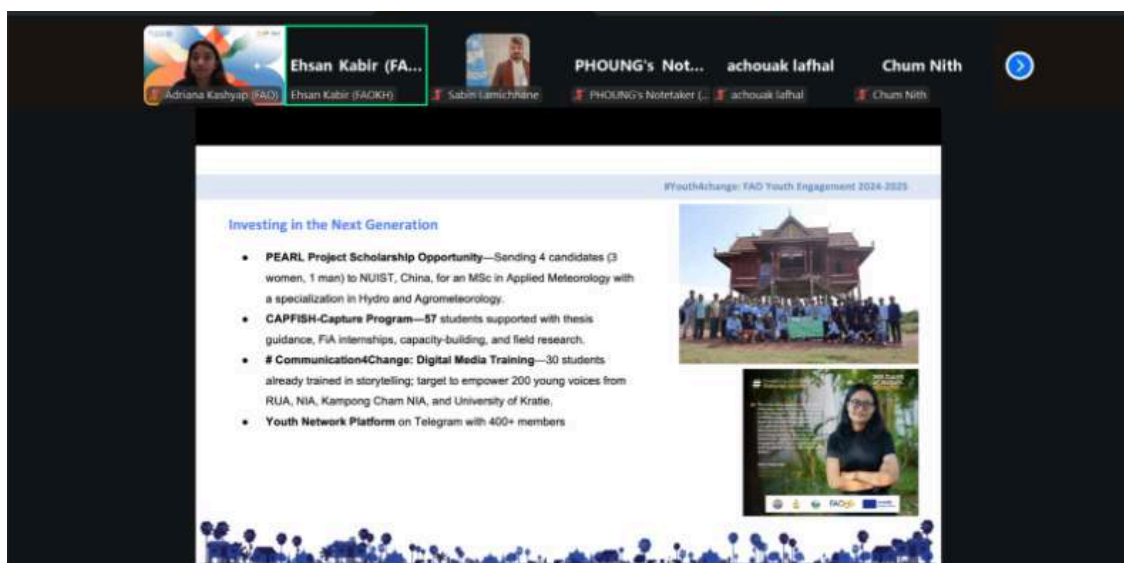 Ehsan Kabir (FA...
PHOUNG's Not...
achouak lafhal
Chum Nith
Adriana Kashyap (FAO)
Ehsan Kabir (FAOKH)
Sabin Lamichhane
PHOUNG's Notetaker (...
achouak lafhal
Chum Nith
#Youth4change: FAO Youth Engagement 2024-2025
Investing in the Next Generation
• PEARL Project Scholarship Opportunity—Sending 4 candidates (3
women, 1 man) to NUIST, China, for an MSc in Applied Meteorology with
a specialization in Hydro and Agrometeorology.
• CAPFISH-Capture Program—57 students supported with thesis
guidance, FiA internships, capacity-building, and field research.
• # Communication4Change: Digital Media Training—30 students
already trained in storytelling; target to empower 200 young voices from
RUA, NIA, Kampong Cham NIA, and University of Kratie.
• Youth Network Platform on Telegram with 400+ members
#
FAO